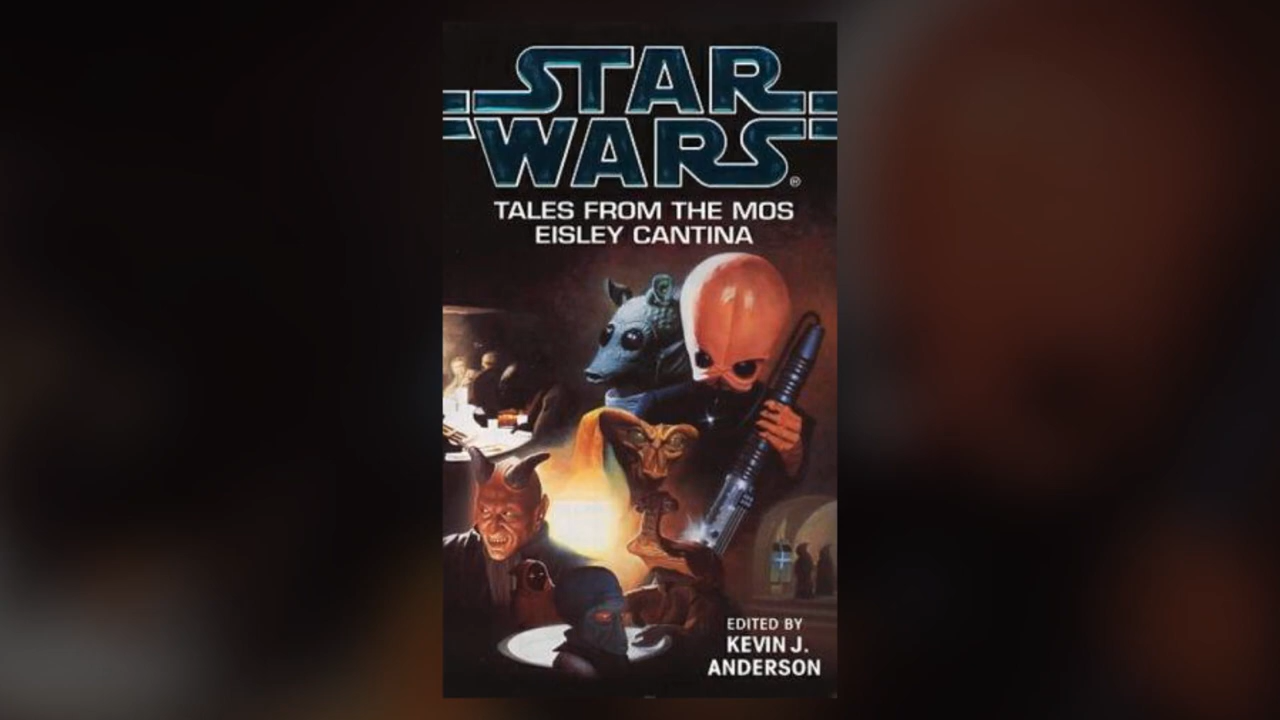 STAR
WARS®
TALES FROM THE MOS
EISLEY CANTINA
EDITED BY
KEVIN J.
ANDERSON